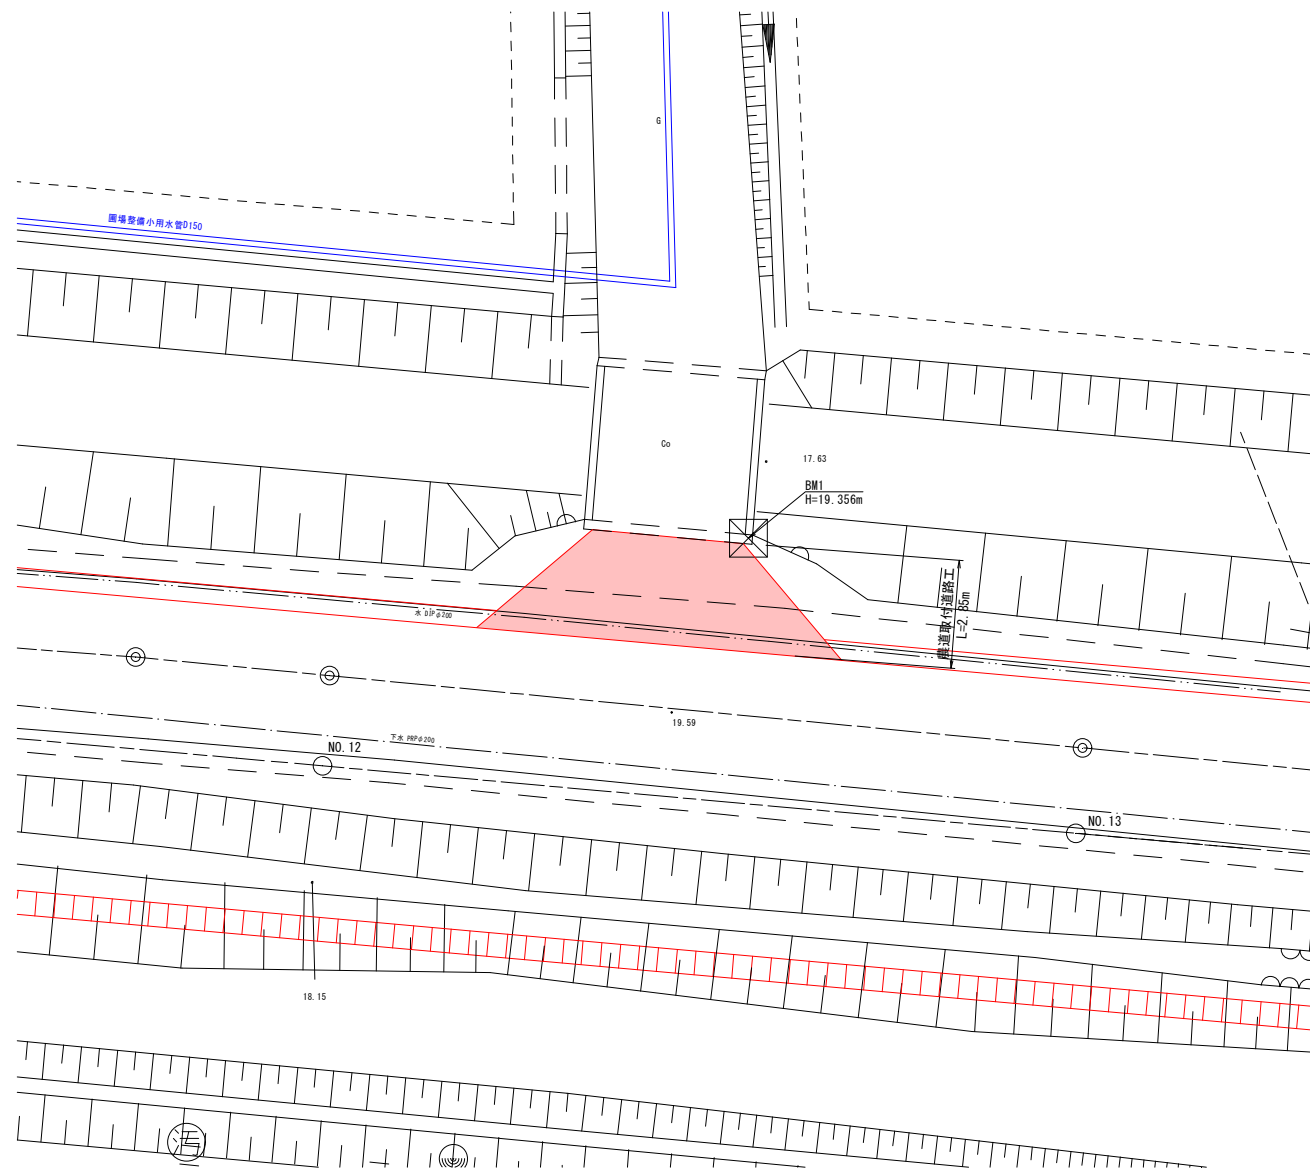 G
圃場整備小用水管D150
Co
17.63
BM1
H=19.356m
農道取付道路工
L=2.85m
水 DIPφ200
19.59
下水 PRPφ200
NO.12
NO.13
18.15
汚